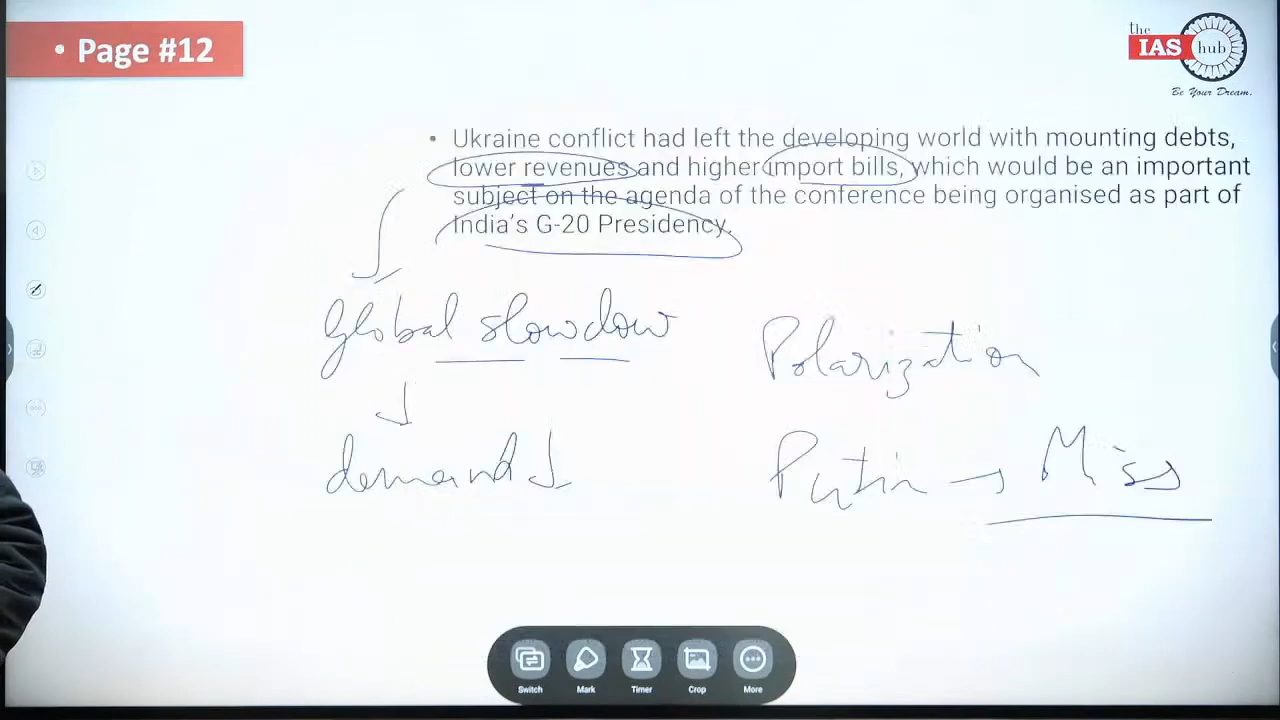 • Page #12
the
IAS hub
Be Your Dream.
• Ukraine conflict had left the developing world with mounting debts,
lower revenues and higher import bills, which would be an important
subject on the agenda of the conference being organised as part of
India's G-20 Presidency.
Global slowdow
Polarization
demand ↓
Putin → Miss
Switch Mark Timer Crop More